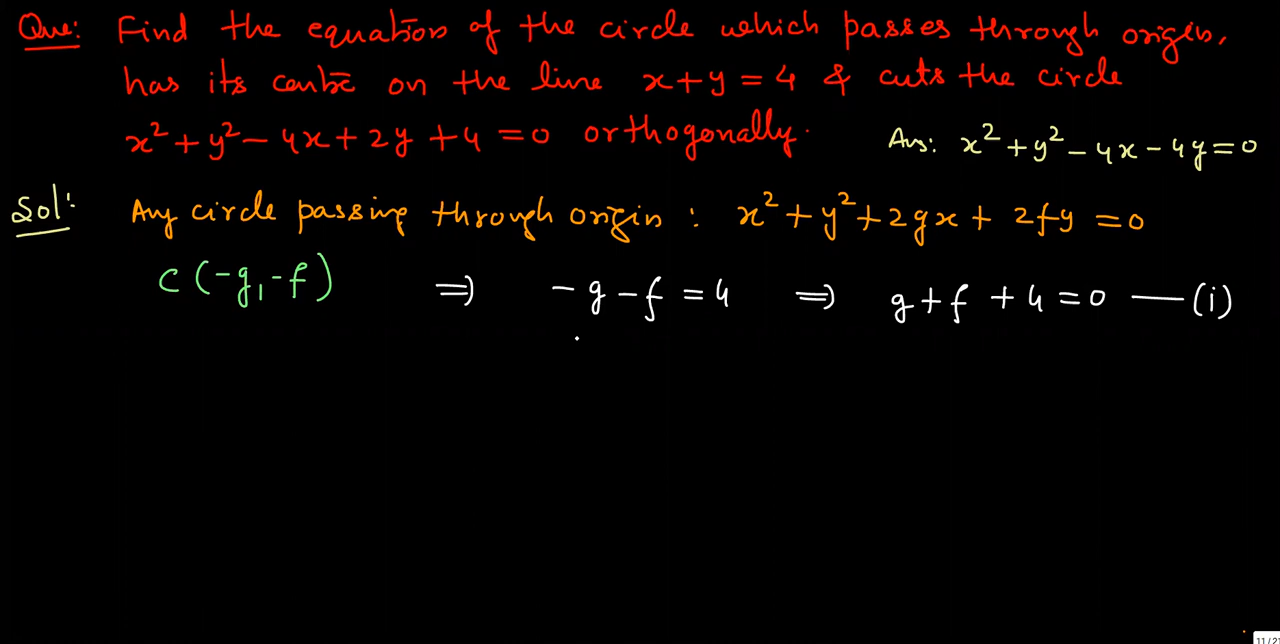 Que: Find the equation of the circle which passes through origin,
has its centre on the line x + y = 4 & cuts the circle
x² + y² - 4x + 2y + 4 = 0 orthogonally. Ans: x² + y² - 4x - 4y = 0
Sol: Any circle passing through origin : x² + y² + 2gx + 2fy = 0
C (-g, -f) ⇒ - g - f = 4 ⇒ g + f + 4 = 0 — (i)